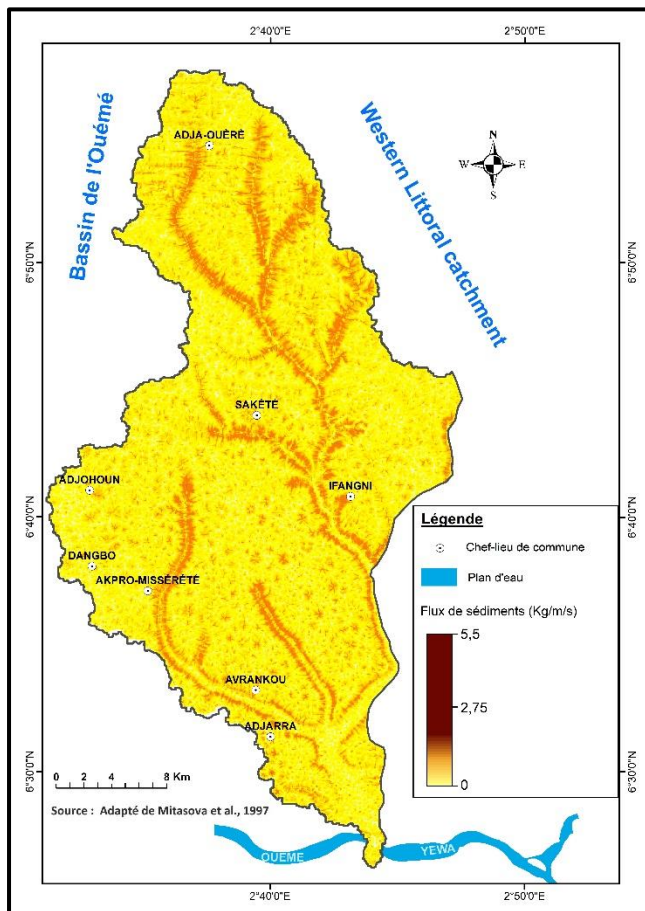 2°40'0"E
2°50'0"E
Bassin de l'Ouémé
Western Littoral catchment
N
W
E
S
6°50'0"N
6°50'0"N
6°40'0"N
6°40'0"N
6°30'0"N
6°30'0"N
ADJA-OUÈRÈ
SAKÉTÉ
ADJOHOUN
IFANGNI
DANGBO
AKPRO-MISSÉRÉTÉ
AVRANKOU
ADJARRA
Légende
Chef-lieu de commune
Plan d'eau
Flux de sédiments (Kg/m/s)
5,5
2,75
0
0
4
8 Km
Source : Adapté de Mitasova et al., 1997
OUEME
YEWA
2°40'0"E
2°50'0"E